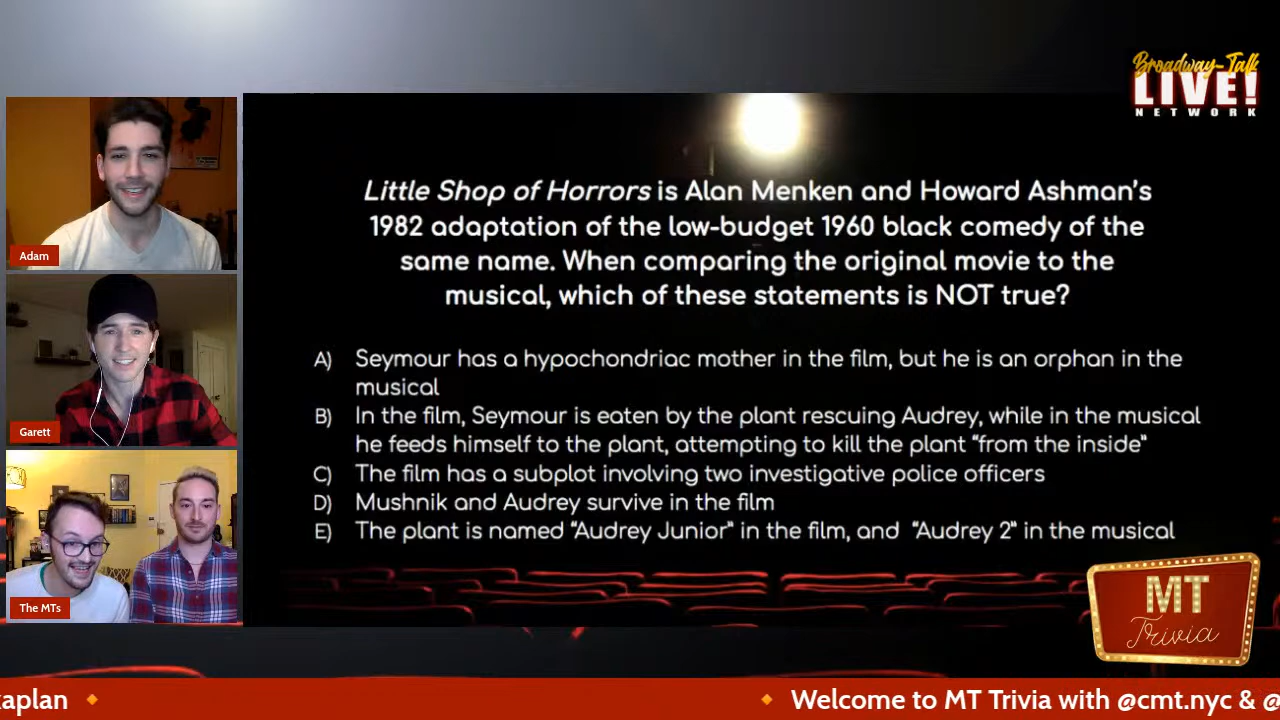 Broadway-Talk
LIVE!
NETWORK
Adam
Garett
The MTs
Little Shop of Horrors is Alan Menken and Howard Ashman's
1982 adaptation of the low-budget 1960 black comedy of the
same name. When comparing the original movie to the
musical, which of these statements is NOT true?
A) Seymour has a hypochondriac mother in the film, but he is an orphan in the
musical
B) In the film, Seymour is eaten by the plant rescuing Audrey, while in the musical
he feeds himself to the plant, attempting to kill the plant “from the inside”
C) The film has a subplot involving two investigative police officers
D) Mushnik and Audrey survive in the film
E) The plant is named “Audrey Junior” in the film, and “Audrey 2” in the musical
MT
Trivia
kaplan Welcome to MT Trivia with @cmt.nyc & @